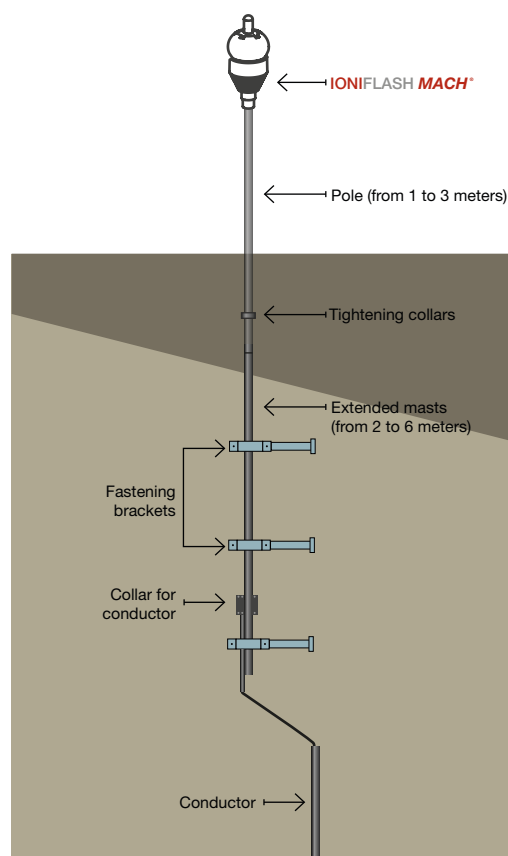 IONIFLASH MACH®
Pole (from 1 to 3 meters)
Tightening collars
Extended masts
(from 2 to 6 meters)
Fastening
brackets
Collar for
conductor
Conductor